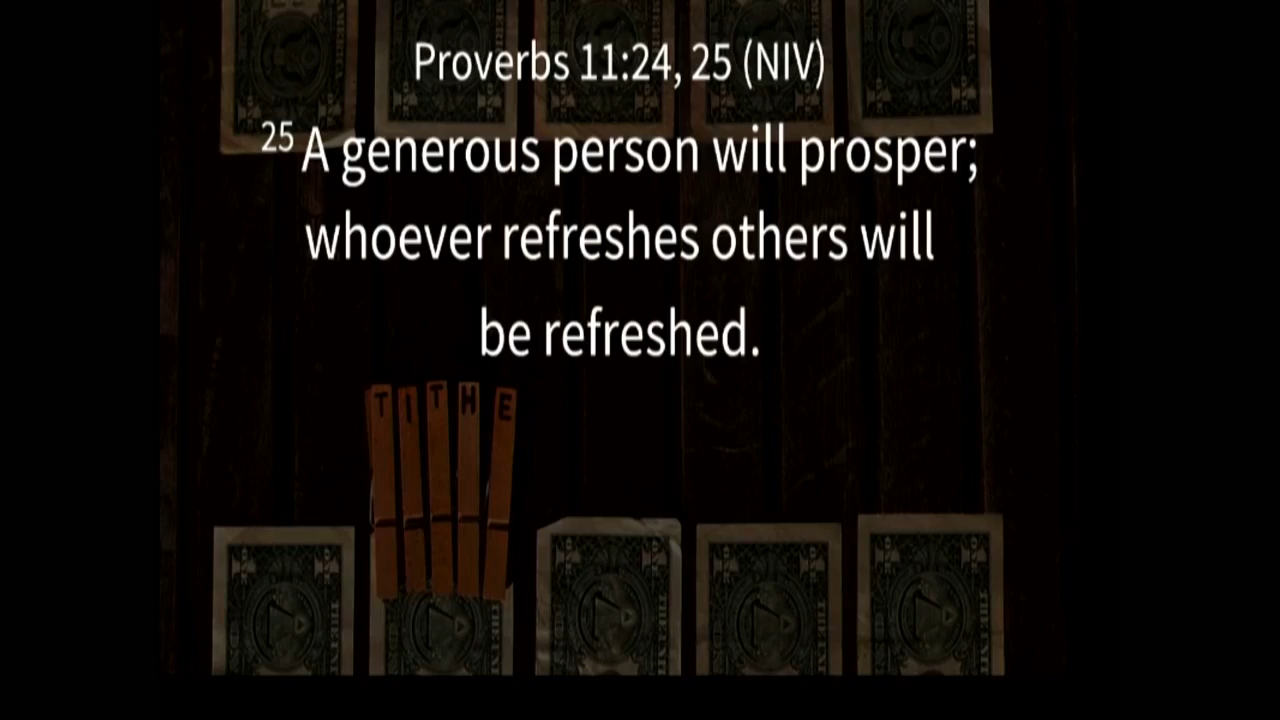 Proverbs 11:24, 25 (NIV)
25 A generous person will prosper;
whoever refreshes others will
be refreshed.
TITHE